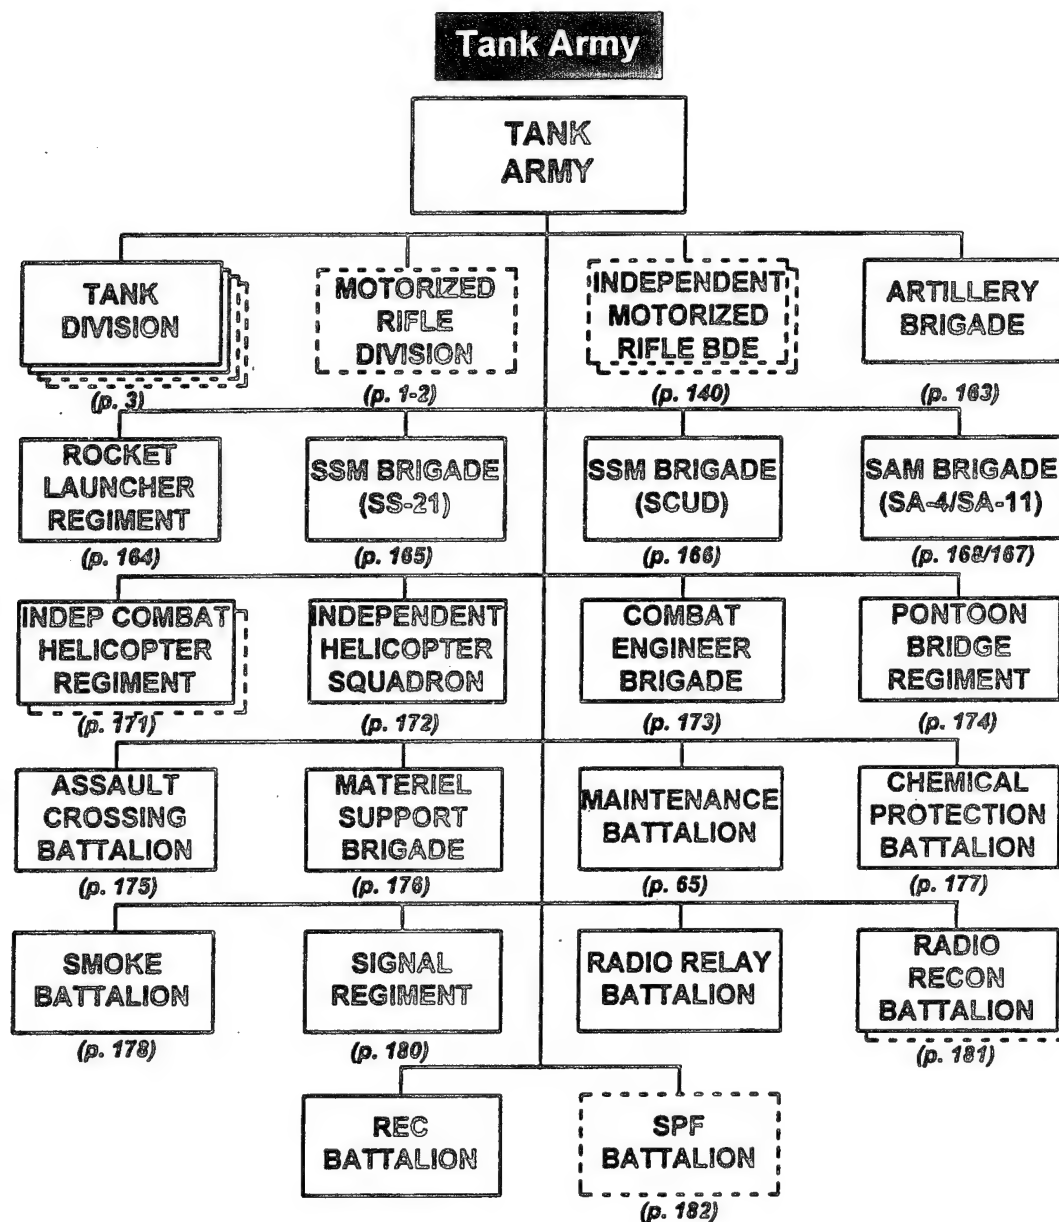 Tank Army
TANK
ARMY
TANK
DIVISION
(p. 3)
MOTORIZED
RIFLE
DIVISION
(p. 1-2)
INDEPENDENT
MOTORIZED
RIFLE BDE
(p. 140)
ARTILLERY
BRIGADE
(p. 163)
ROCKET
LAUNCHER
REGIMENT
(p. 164)
SSM BRIGADE
(SS-21)
(p. 165)
SSM BRIGADE
(SCUD)
(p. 166)
SAM BRIGADE
(SA-4/SA-11)
(p. 168/167)
INDEP COMBAT
HELICOPTER
REGIMENT
(p. 171)
INDEPENDENT
HELICOPTER
SQUADRON
(p. 172)
COMBAT
ENGINEER
BRIGADE
(p. 173)
PONTOON
BRIDGE
REGIMENT
(p. 174)
ASSAULT
CROSSING
BATTALION
(p. 175)
MATERIEL
SUPPORT
BRIGADE
(p. 176)
MAINTENANCE
BATTALION
(p. 65)
CHEMICAL
PROTECTION
BATTALION
(p. 177)
SMOKE
BATTALION
(p. 178)
SIGNAL
REGIMENT
(p. 180)
RADIO RELAY
BATTALION
RADIO
RECON
BATTALION
(p. 181)
REC
BATTALION
SPF
BATTALION
(p. 182)